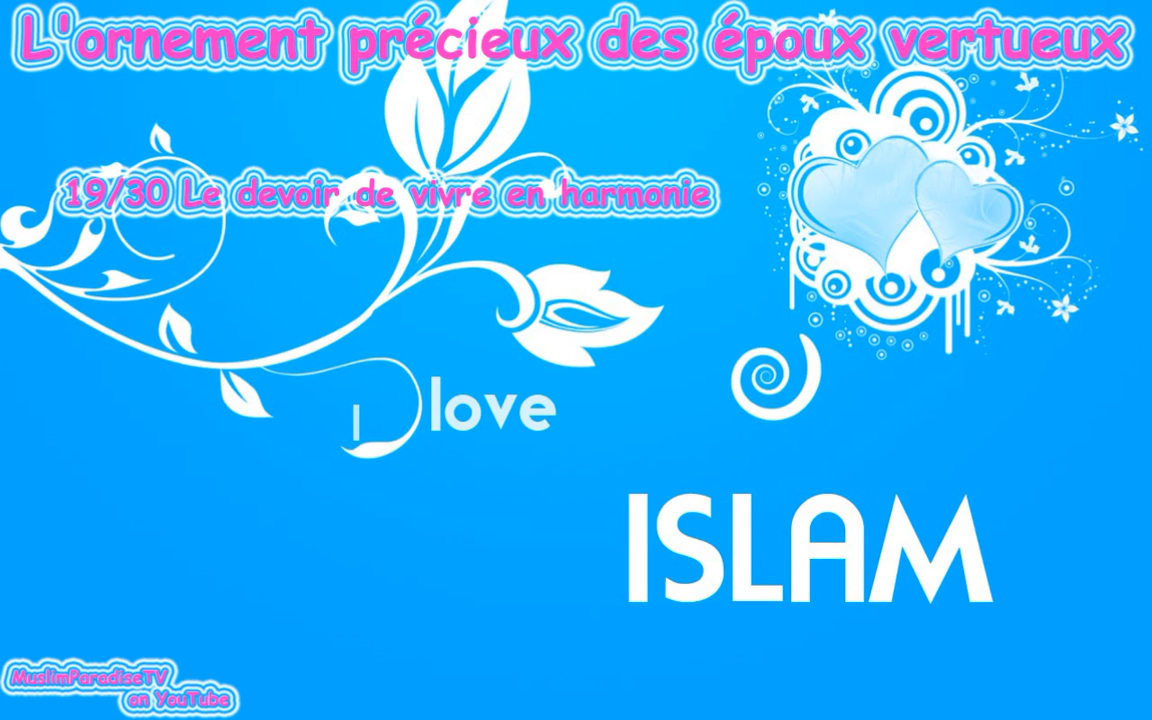 L'ornement précieux des époux vertueux
19/30 Le devoir de vivre en harmonie
I love
ISLAM
MuslimParadiseTV
on YouTube